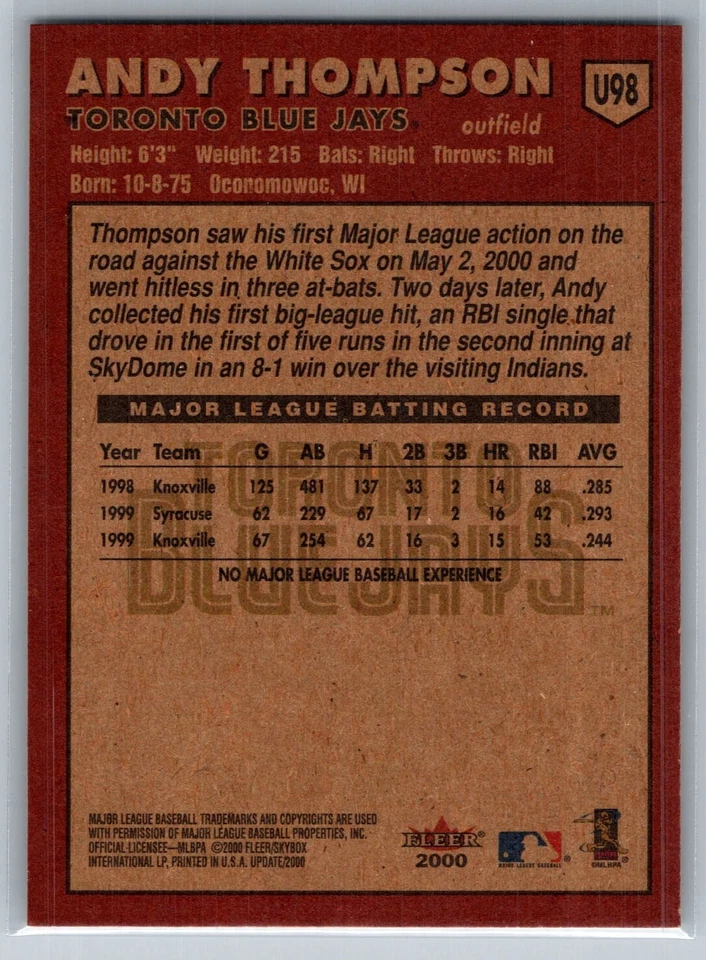 ANDY THOMPSON
U98
TORONTO BLUE JAYS outfield
Height: 6'3" Weight: 215 Bats: Right Throws: Right
Born: 10-8-75 Oconomowoc, WI
Thompson saw his first Major League action on the
road against the White Sox on May 2, 2000 and
went hitless in three at-bats. Two days later, Andy
collected his first big-league hit, an RBI single that
drove in the first of five runs in the second inning at
SkyDome in an 8-1 win over the visiting Indians.
MAJOR LEAGUE BATTING RECORD
Year Team G AB H 2B 3B HR RBI AVG
1998 Knoxville 125 481 137 33 2 14 88 .285
1999 Syracuse 62 229 67 17 2 16 42 .293
1999 Knoxville 67 254 62 16 3 15 53 .244
NO MAJOR LEAGUE BASEBALL EXPERIENCE
TORONTO
BLUE JAYS™
MAJOR LEAGUE BASEBALL TRADEMARKS AND COPYRIGHTS ARE USED
WITH PERMISSION OF MAJOR LEAGUE BASEBALL PROPERTIES, INC.
OFFICIAL LICENSEE—MLBPA ©2000 FLEER/SKYBOX
INTERNATIONAL LP, PRINTED IN U.S.A. UPDATE/2000
FLEER®
2000
MAJOR LEAGUE BASEBALL®
©MLBPA